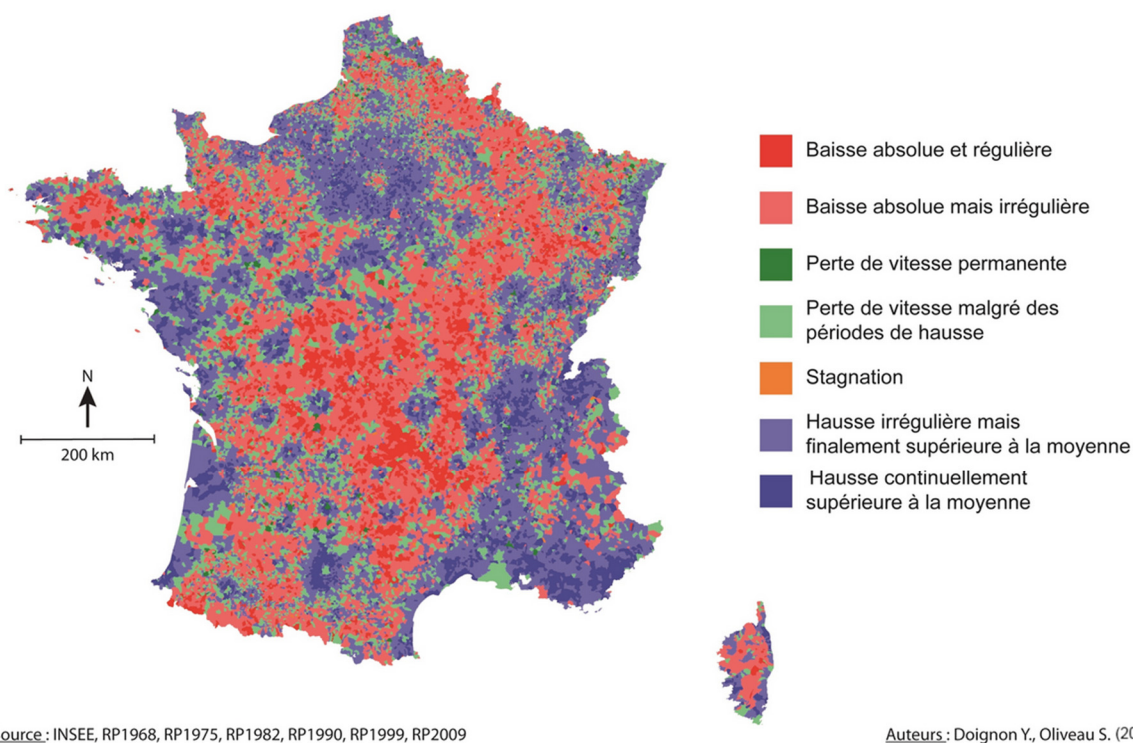 Baisse absolue et régulière
Baisse absolue mais irrégulière
Perte de vitesse permanente
Perte de vitesse malgré des
périodes de hausse
Stagnation
Hausse irrégulière mais
finalement supérieure à la moyenne
Hausse continuellement
supérieure à la moyenne
N
200 km
ource : INSEE, RP1968, RP1975, RP1982, RP1990, RP1999, RP2009
Auteurs : Doignon Y., Oliveau S. (20